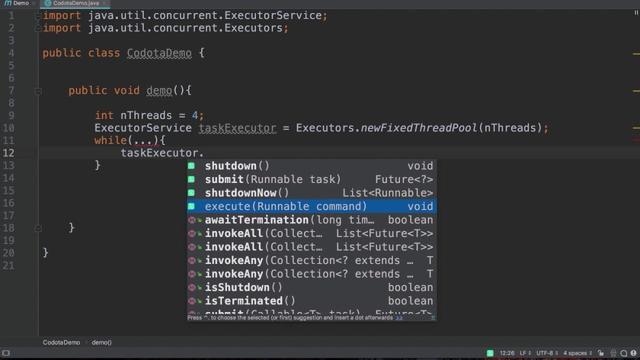 Demo
CodotaDemo.java
1 import java.util.concurrent.ExecutorService;
2 import java.util.concurrent.Executors;
3
4 public class CodotaDemo {
5
6
7 public void demo(){
8
9 int nThreads = 4;
10 ExecutorService taskExecutor = Executors.newFixedThreadPool(nThreads);
11 while(...){
12 taskExecutor.
13 }
shutdown() void
submit(Runnable task) Future<?>
shutdownNow() List<Runnable>
execute(Runnable command) void
awaitTermination(long tim… boolean
invokeAll(Collect… List<Future<T>>
invokeAll(Collect… List<Future<T>>
invokeAny(Collection<? extends … T
invokeAny(Collection<? extends … T
isShutdown() boolean
isTerminated() boolean
submit(Callable<T> task) Future<T>
Press ^. to choose the selected (or first) suggestion and insert a dot afterwards >>
18 }
19
20 }
21
CodotaDemo › demo()
12:26 LF UTF-8 4 spaces